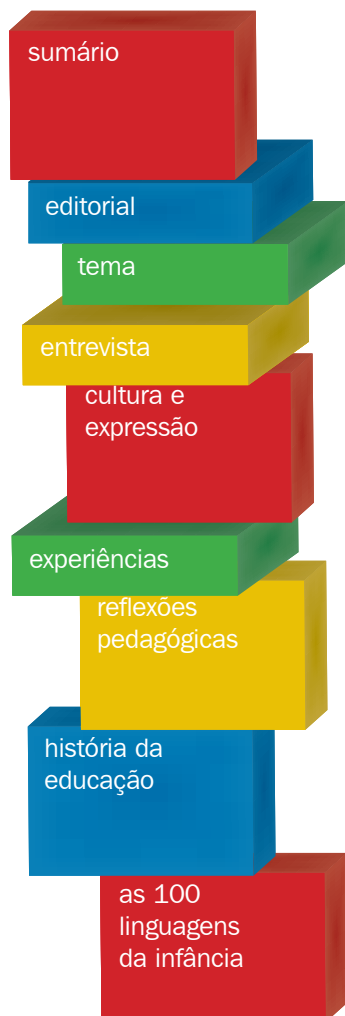 sumário
editorial
tema
entrevista
cultura e
expressão
experiências
reflexões
pedagógicas
história da
educação
as 100
linguagens
da infância